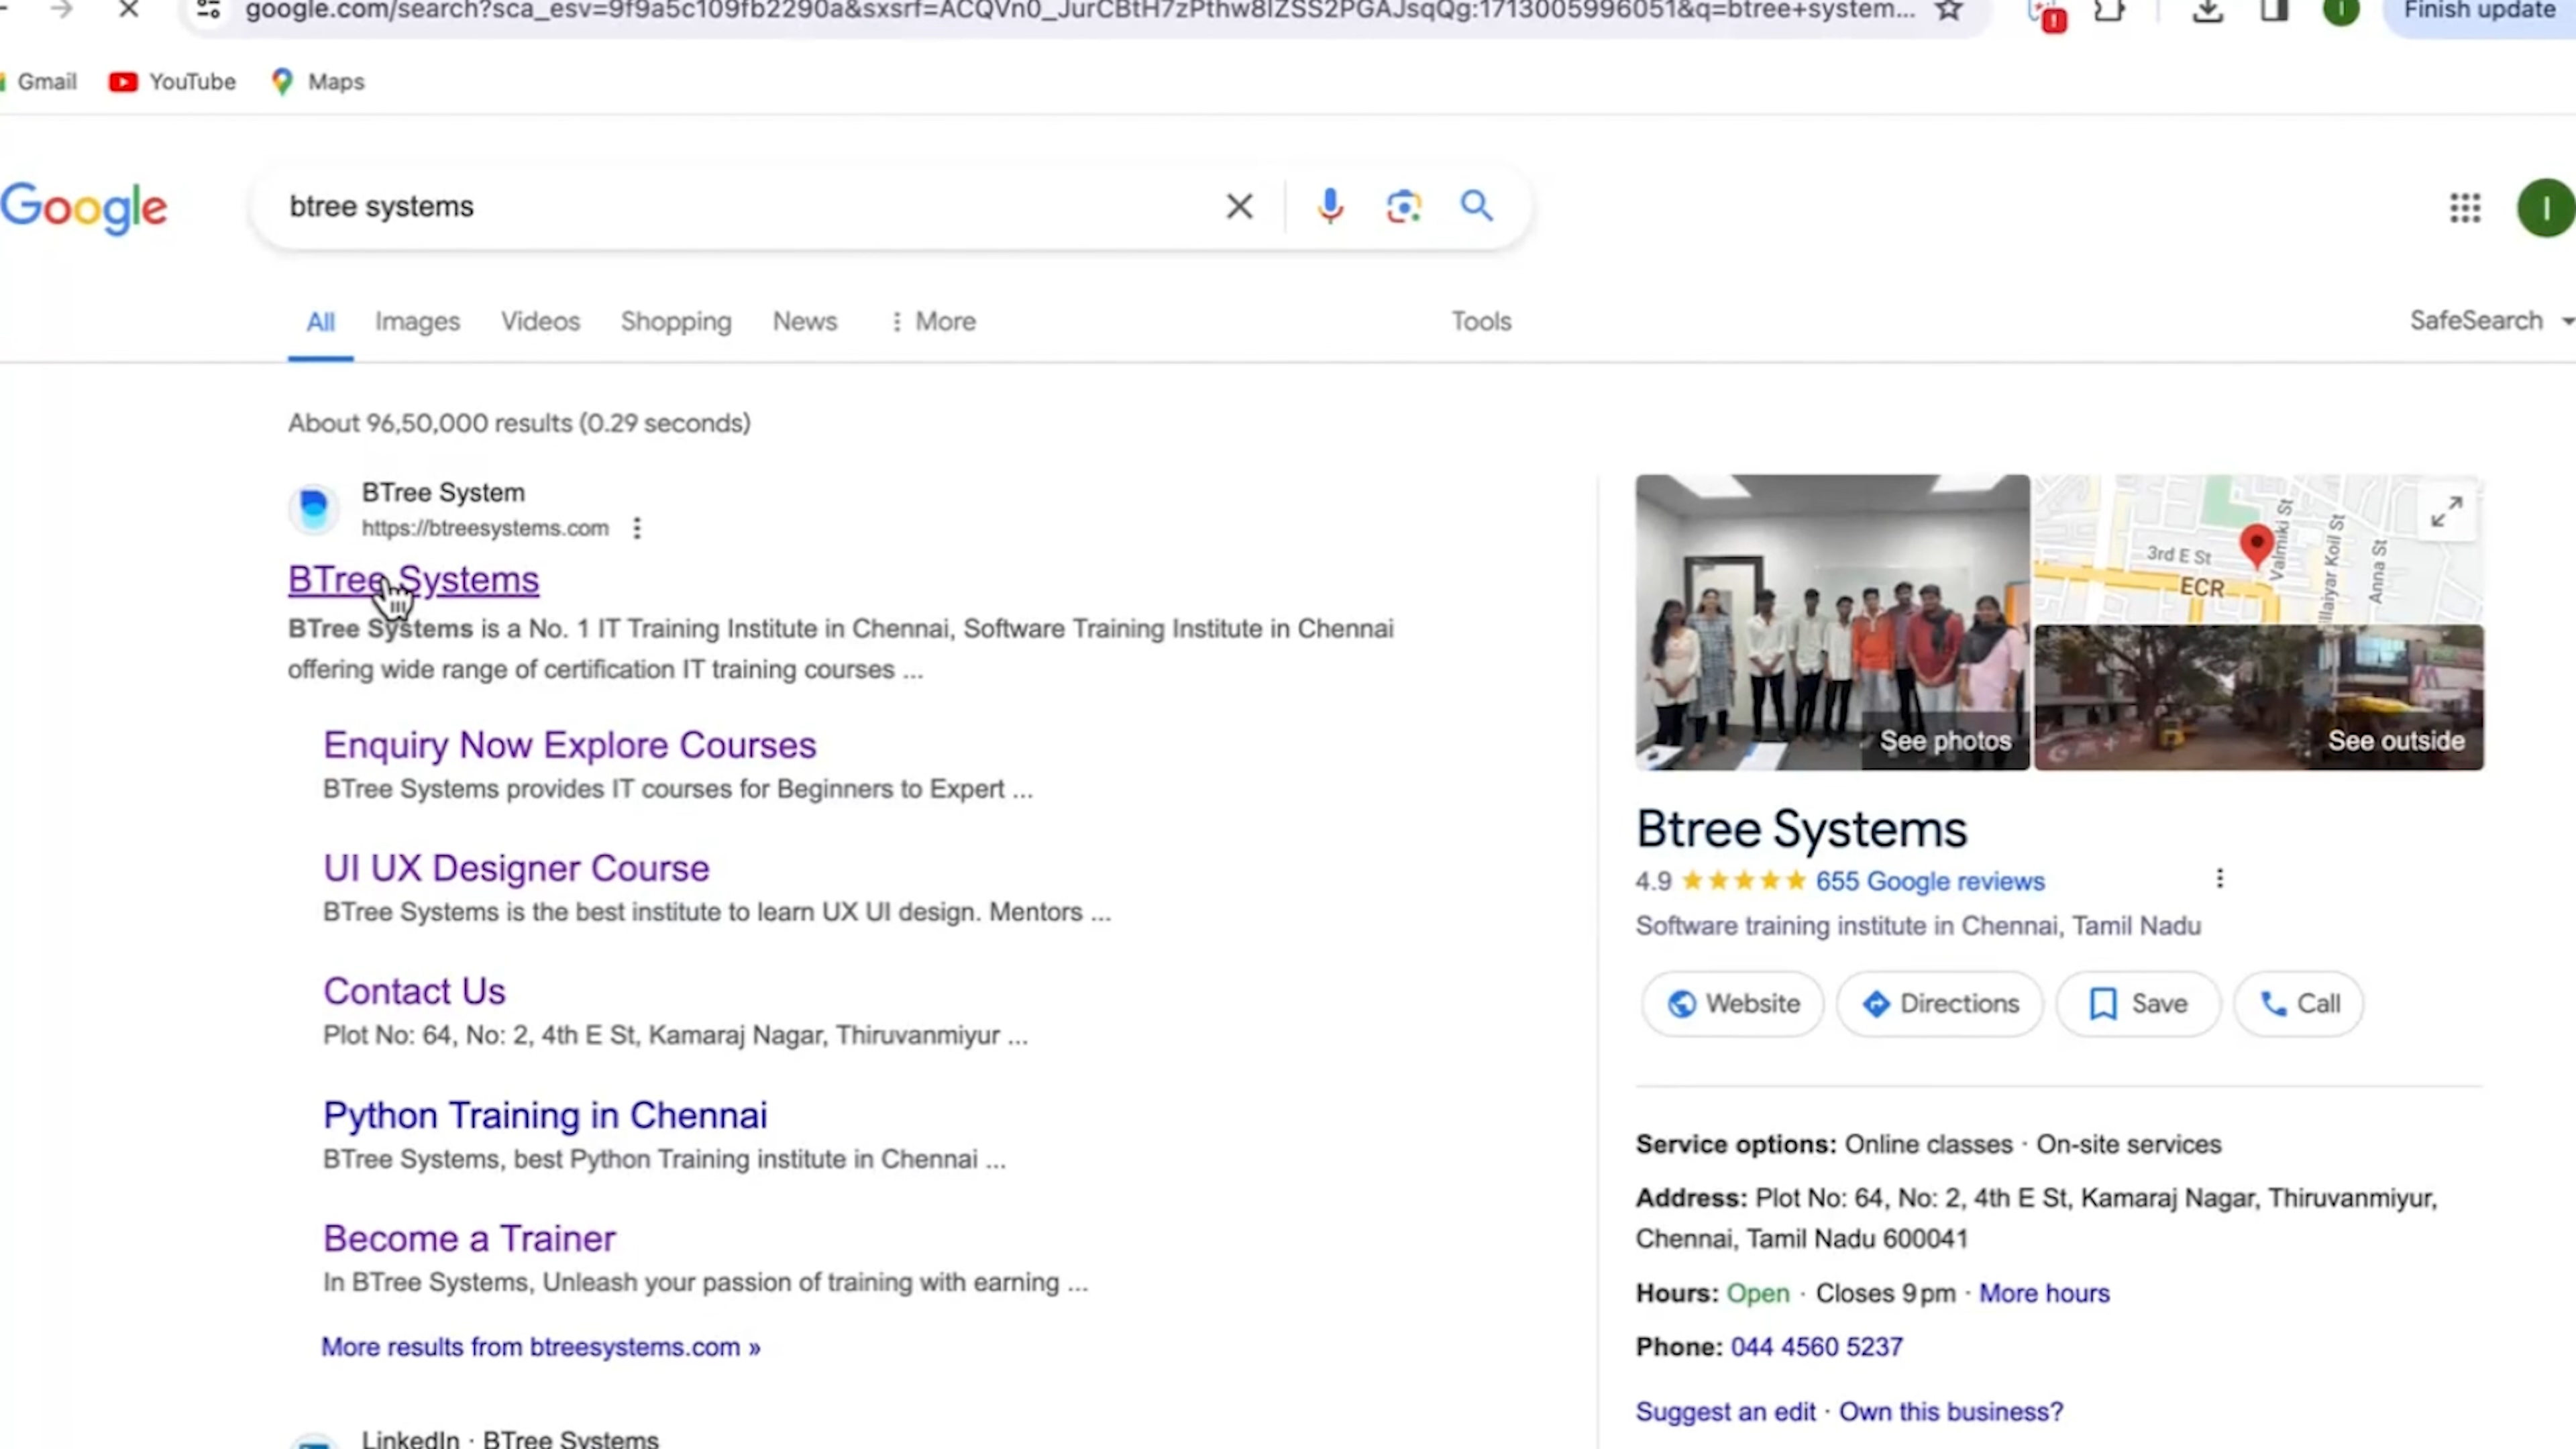 google.com/search?sca_esv=9f9a5c109fb2290a&sxsrf=ACQVn0_JurCBtH7zPthw8IZSS2PGAJsqQg:1713005996051&q=btree+system...
Finish update
Gmail
YouTube
Maps
Google
btree systems
I
All
Images
Videos
Shopping
News
More
Tools
SafeSearch
About 96,50,000 results (0.29 seconds)
BTree System
https://btreesystems.com
BTree Systems
BTree Systems is a No. 1 IT Training Institute in Chennai, Software Training Institute in Chennai
offering wide range of certification IT training courses ...
Enquiry Now Explore Courses
BTree Systems provides IT courses for Beginners to Expert ...
UI UX Designer Course
BTree Systems is the best institute to learn UX UI design. Mentors ...
Contact Us
Plot No: 64, No: 2, 4th E St, Kamaraj Nagar, Thiruvanmiyur ...
Python Training in Chennai
BTree Systems, best Python Training institute in Chennai ...
Become a Trainer
In BTree Systems, Unleash your passion of training with earning ...
More results from btreesystems.com »
LinkedIn · BTree Systems
See photos
3rd E St
ECR
Valmiki St
Koil St
Anna St
See outside
Btree Systems
4.9 ★★★★★ 655 Google reviews
Software training institute in Chennai, Tamil Nadu
Website
Directions
Save
Call
Service options: Online classes · On-site services
Address: Plot No: 64, No: 2, 4th E St, Kamaraj Nagar, Thiruvanmiyur,
Chennai, Tamil Nadu 600041
Hours: Open · Closes 9 pm · More hours
Phone: 044 4560 5237
Suggest an edit · Own this business?